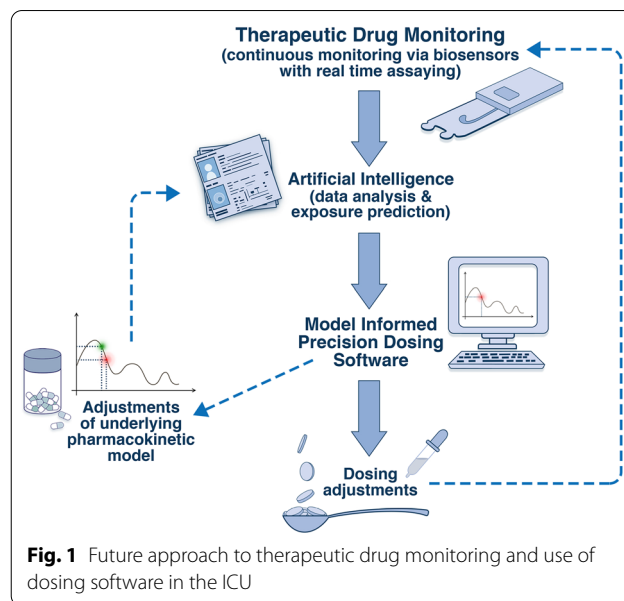 Therapeutic Drug Monitoring
(continuous monitoring via biosensors
with real time assaying)
Artificial Intelligence
(data analysis &
exposure prediction)
Model Informed
Precision Dosing
Software
Adjustments
of underlying
pharmacokinetic
model
Dosing
adjustments
Fig. 1 Future approach to therapeutic drug monitoring and use of
dosing software in the ICU